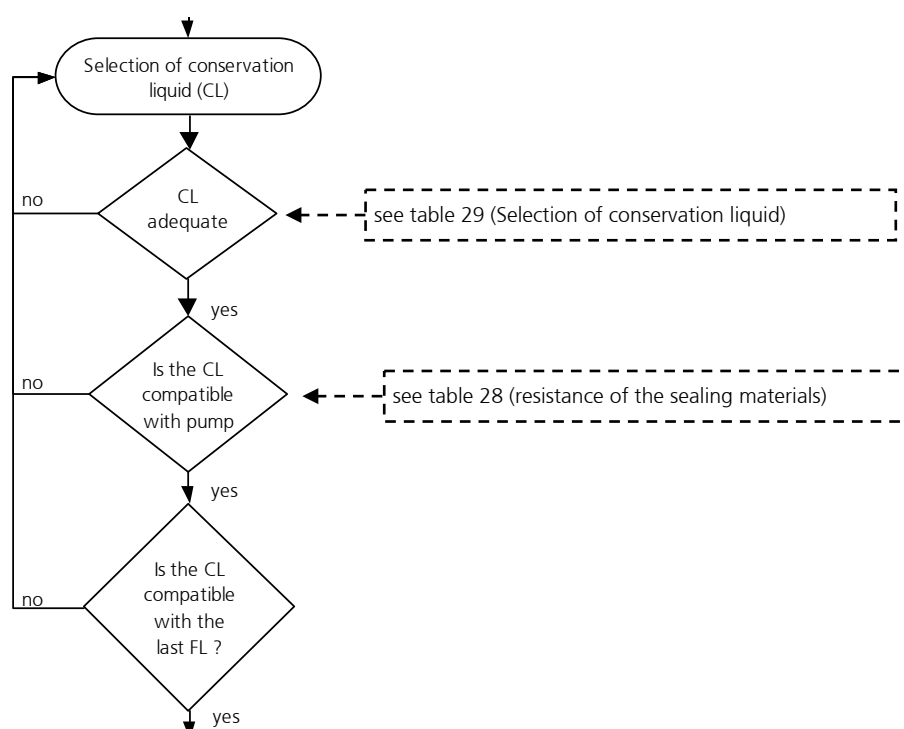 Selection of conservation
liquid (CL)
no
CL
adequate
see table 29 (Selection of conservation liquid)
yes
no
Is the CL
compatible
with pump
see table 28 (resistance of the sealing materials)
yes
no
Is the CL
compatible
with the
last FL ?
yes